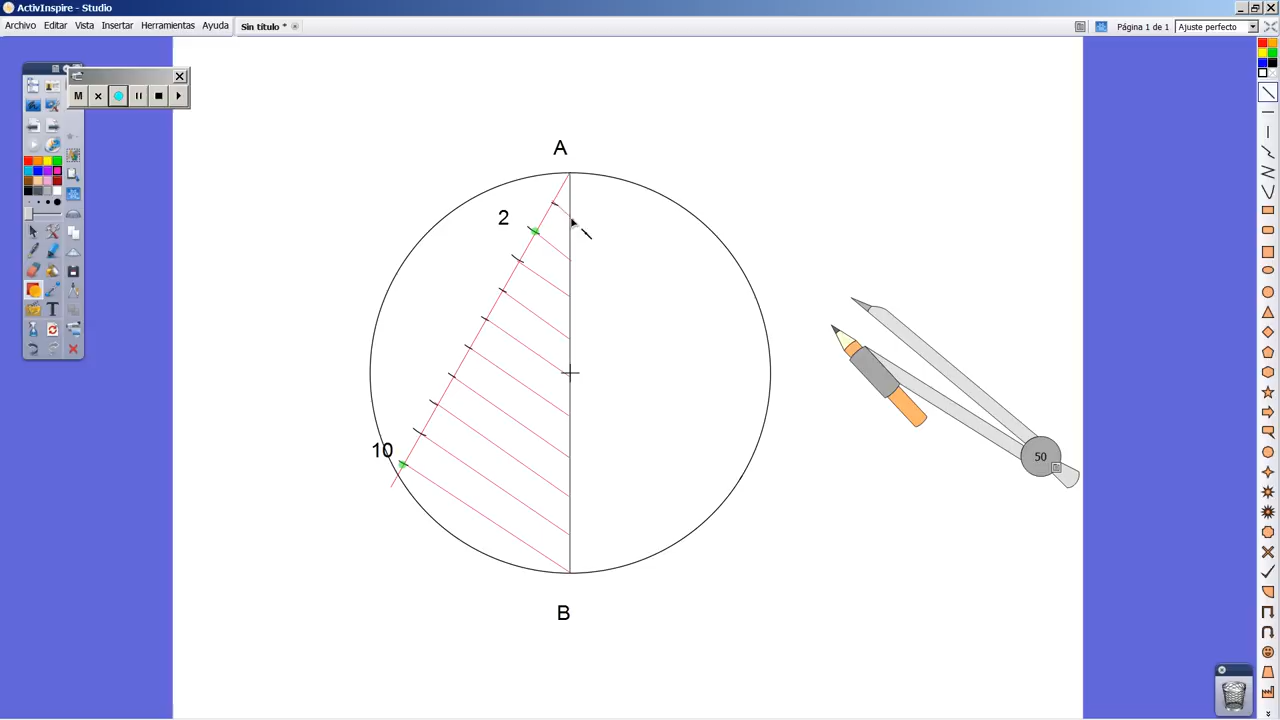 ActivInspire - Studio
Archivo Editar Vista Insertar Herramientas Ayuda Sin título * Página 1 de 1 Ajuste perfecto
M
A
2
10
50
B
T